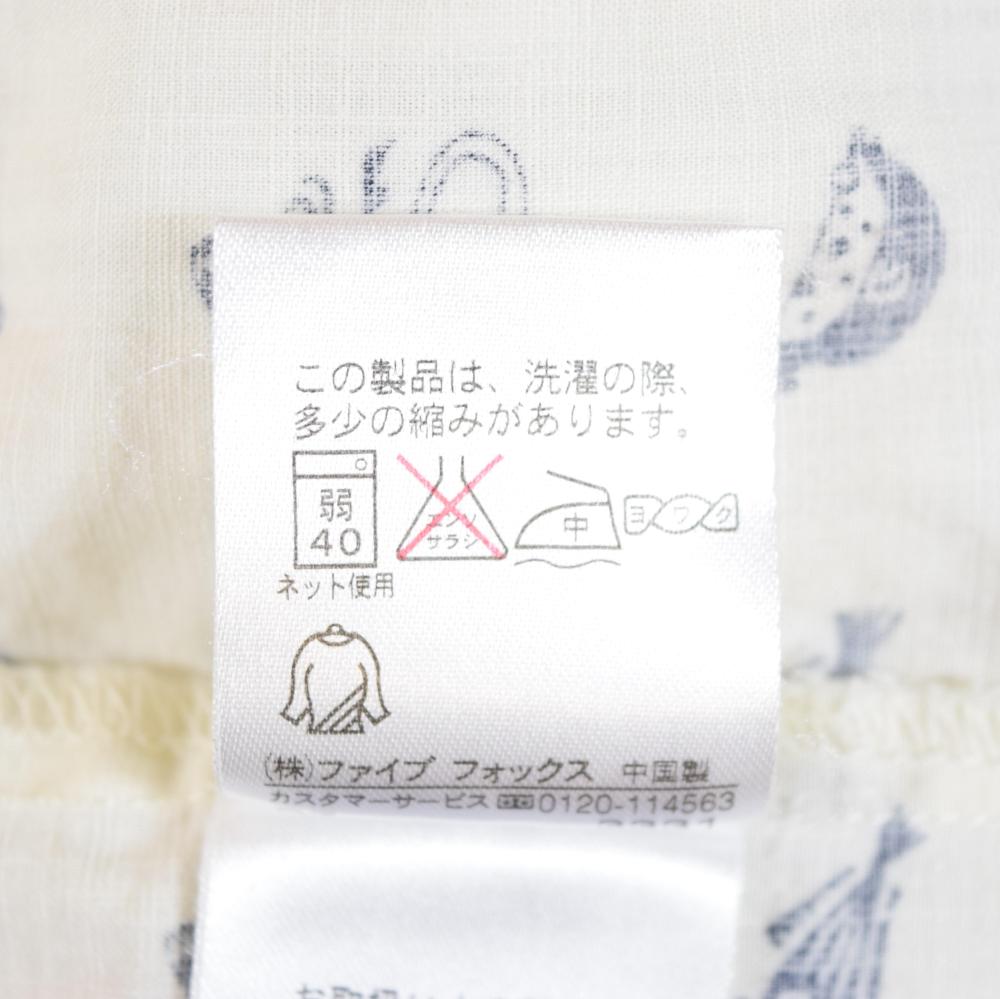 この製品は、洗濯の際、
多少の縮みがあります。
弱
40
エンソ
サラシ
中
ヨワク
ネット使用
(株)ファイブ フォックス 中国製
カスタマーサービス 0120-114563